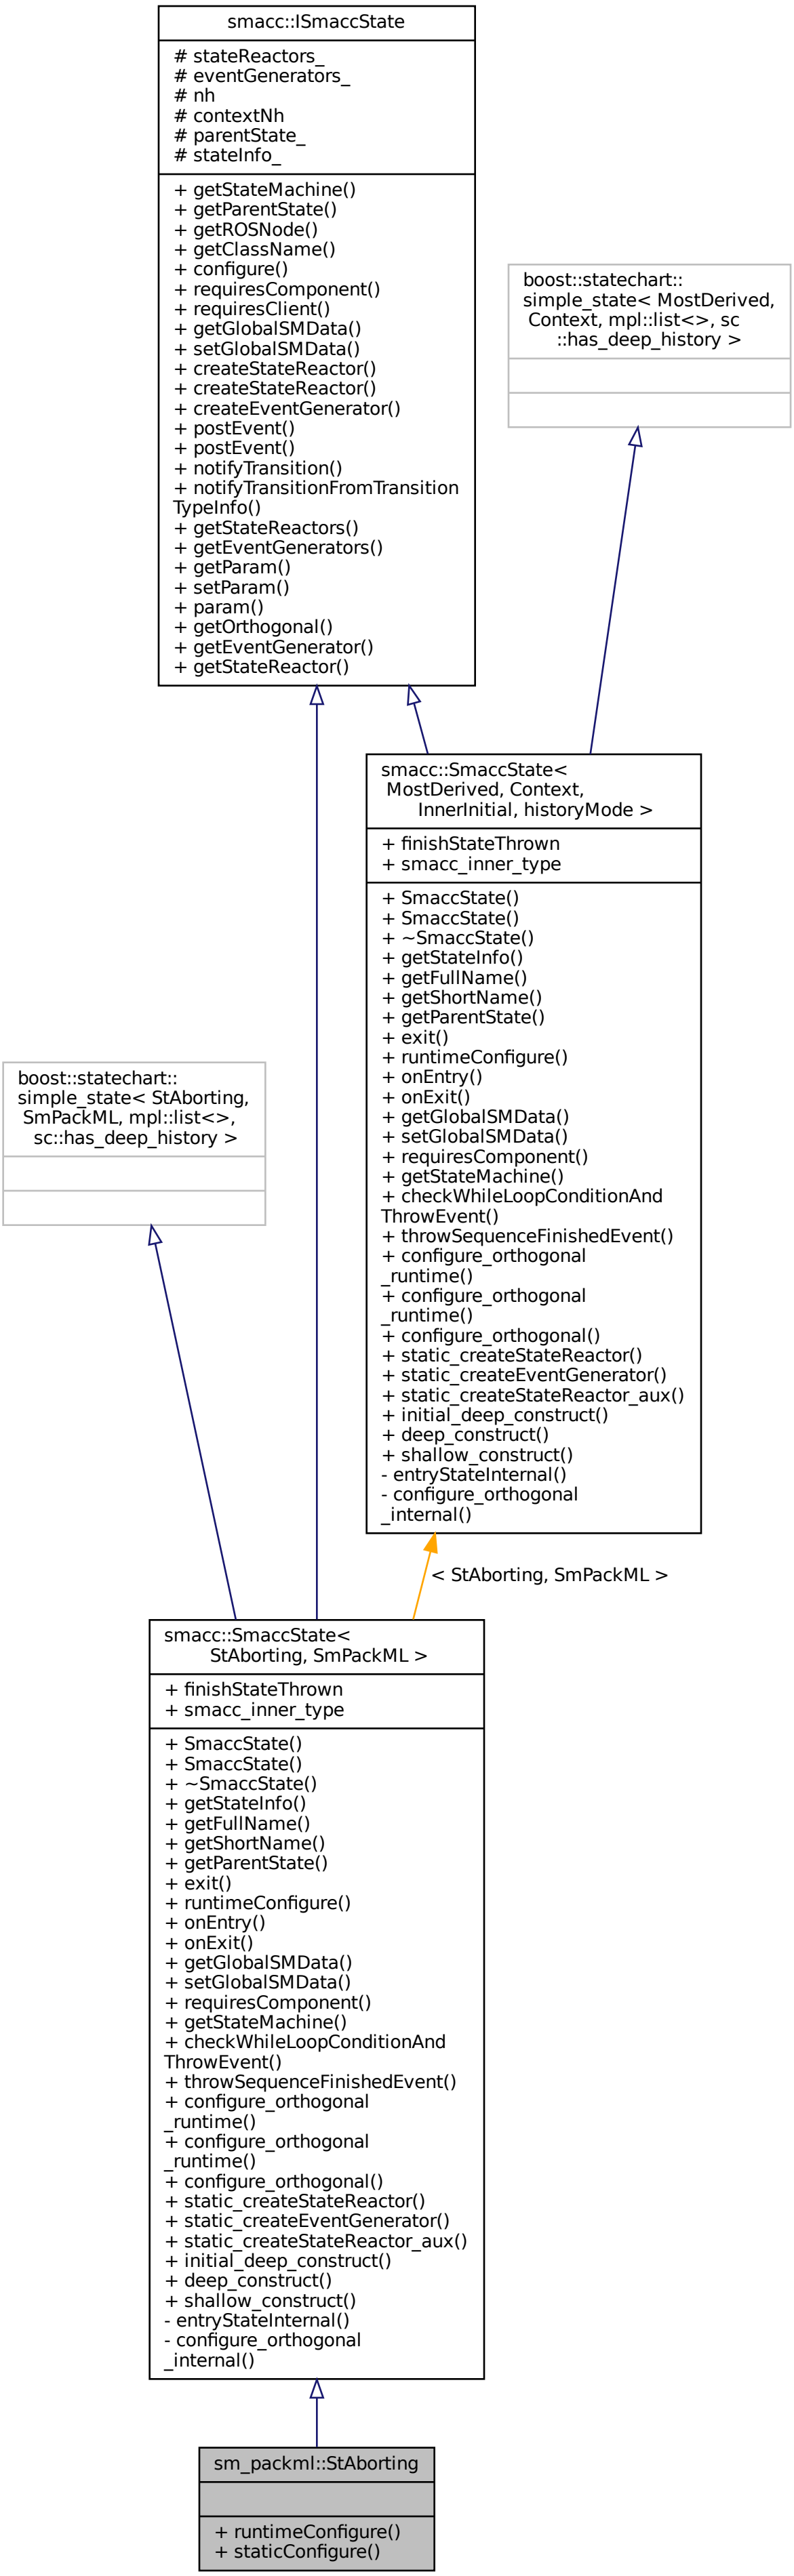 smacc::ISmaccState
# stateReactors_
# eventGenerators_
# nh
# contextNh
# parentState_
# stateInfo_
+ getStateMachine()
+ getParentState()
+ getROSNode()
+ getClassName()
+ configure()
+ requiresComponent()
+ requiresClient()
+ getGlobalSMData()
+ setGlobalSMData()
+ createStateReactor()
+ createStateReactor()
+ createEventGenerator()
+ postEvent()
+ postEvent()
+ notifyTransition()
+ notifyTransitionFromTransition
TypeInfo()
+ getStateReactors()
+ getEventGenerators()
+ getParam()
+ setParam()
+ param()
+ getOrthogonal()
+ getEventGenerator()
+ getStateReactor()
boost::statechart::
simple_state< MostDerived,
Context, mpl::list<>, sc
::has_deep_history >
smacc::SmaccState<
MostDerived, Context,
InnerInitial, historyMode >
+ finishStateThrown
+ smacc_inner_type
+ SmaccState()
+ SmaccState()
+ ~SmaccState()
+ getStateInfo()
+ getFullName()
+ getShortName()
+ getParentState()
+ exit()
+ runtimeConfigure()
+ onEntry()
+ onExit()
+ getGlobalSMData()
+ setGlobalSMData()
+ requiresComponent()
+ getStateMachine()
+ checkWhileLoopConditionAnd
ThrowEvent()
+ throwSequenceFinishedEvent()
+ configure_orthogonal
_runtime()
+ configure_orthogonal
_runtime()
+ configure_orthogonal()
+ static_createStateReactor()
+ static_createEventGenerator()
+ static_createStateReactor_aux()
+ initial_deep_construct()
+ deep_construct()
+ shallow_construct()
- entryStateInternal()
- configure_orthogonal
_internal()
boost::statechart::
simple_state< StAborting,
SmPackML, mpl::list<>,
sc::has_deep_history >
< StAborting, SmPackML >
smacc::SmaccState<
StAborting, SmPackML >
+ finishStateThrown
+ smacc_inner_type
+ SmaccState()
+ SmaccState()
+ ~SmaccState()
+ getStateInfo()
+ getFullName()
+ getShortName()
+ getParentState()
+ exit()
+ runtimeConfigure()
+ onEntry()
+ onExit()
+ getGlobalSMData()
+ setGlobalSMData()
+ requiresComponent()
+ getStateMachine()
+ checkWhileLoopConditionAnd
ThrowEvent()
+ throwSequenceFinishedEvent()
+ configure_orthogonal
_runtime()
+ configure_orthogonal
_runtime()
+ configure_orthogonal()
+ static_createStateReactor()
+ static_createEventGenerator()
+ static_createStateReactor_aux()
+ initial_deep_construct()
+ deep_construct()
+ shallow_construct()
- entryStateInternal()
- configure_orthogonal
_internal()
sm_packml::StAborting
+ runtimeConfigure()
+ staticConfigure()